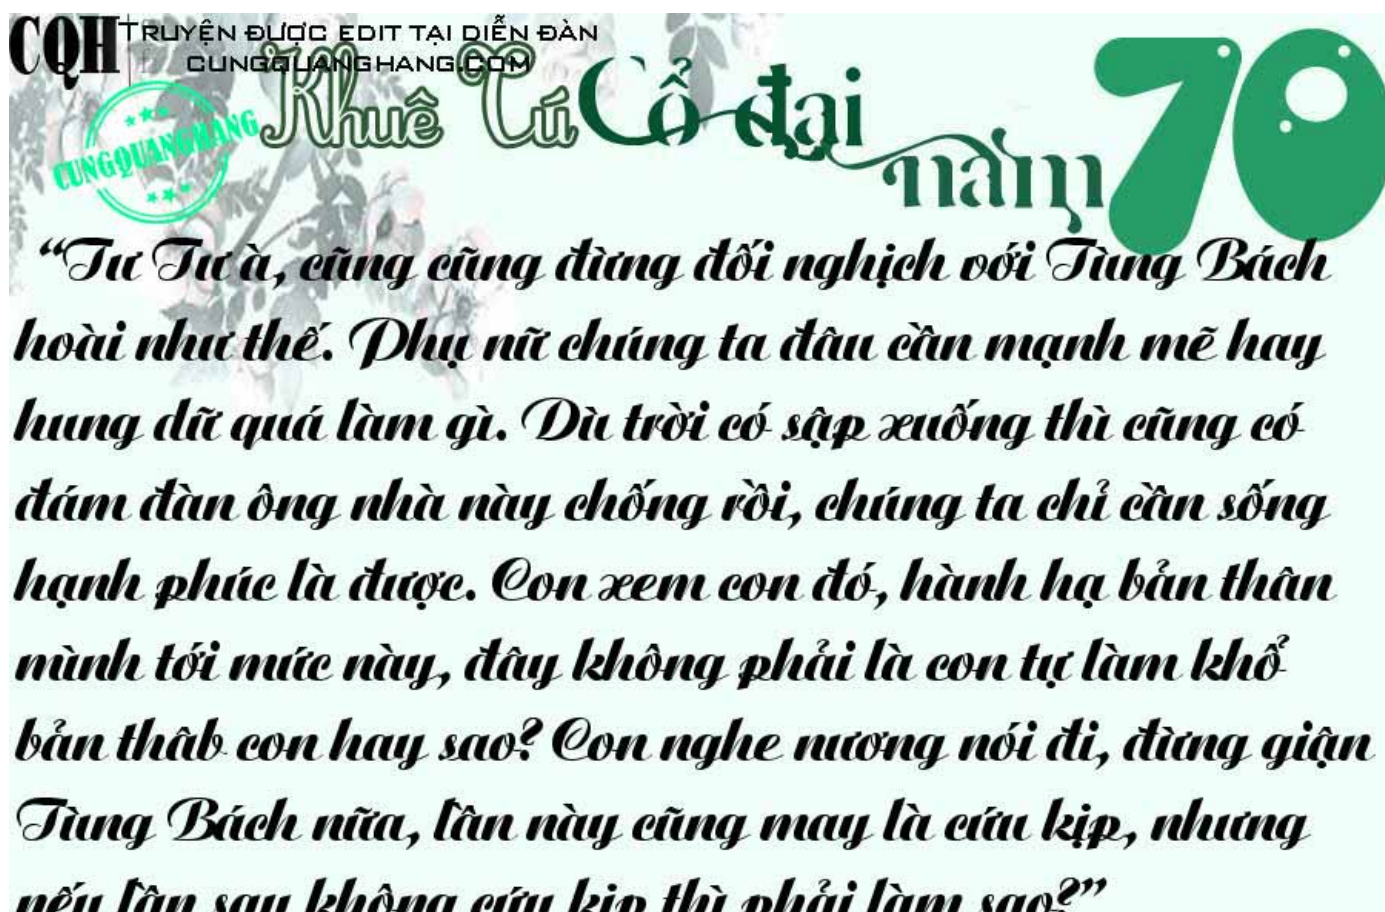 CQH TRUYỆN ĐƯỢC EDIT TẠI DIỄN ĐÀN
CUNGQUANGHANG.COM
Khuê Tú Cổ đại năm 70
CUNGQUANGHANG
“Tư Tư à, cũng cũng đừng đối nghịch với Tùng Bách
hoài như thế. Phụ nữ chúng ta đâu cần mạnh mẽ hay
hung dữ quá làm gì. Dù trời có sập xuống thì cũng có
đám đàn ông nhà này chống rồi, chúng ta chỉ cần sống
hạnh phúc là được. Con xem con đó, hành hạ bản thân
mình tới mức này, đây không phải là con tự làm khổ
bản thâb con hay sao? Con nghe nương nói đi, đừng giận
Tùng Bách nữa, lần này cũng may là cứu kịp, nhưng
nếu lần sau không cứu kịp thì phải làm sao?”